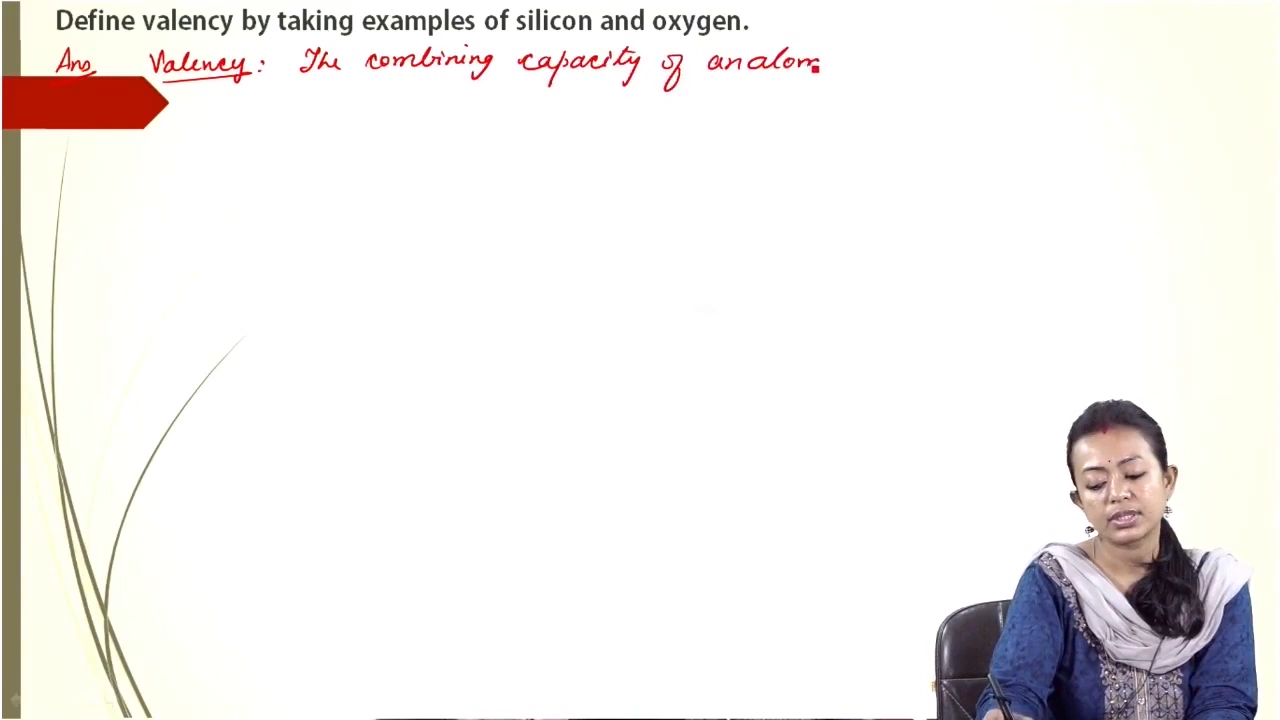 Define valency by taking examples of silicon and oxygen.
Ans Valency: The combining capacity of an atom